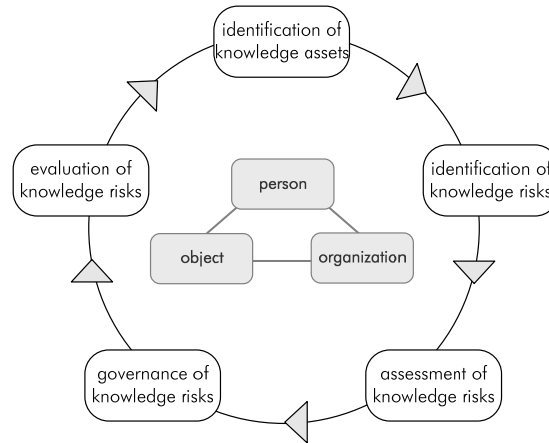 identification of
knowledge assets
evaluation of
knowledge risks
identification of
knowledge risks
person
object
organization
governance of
knowledge risks
assessment of
knowledge risks